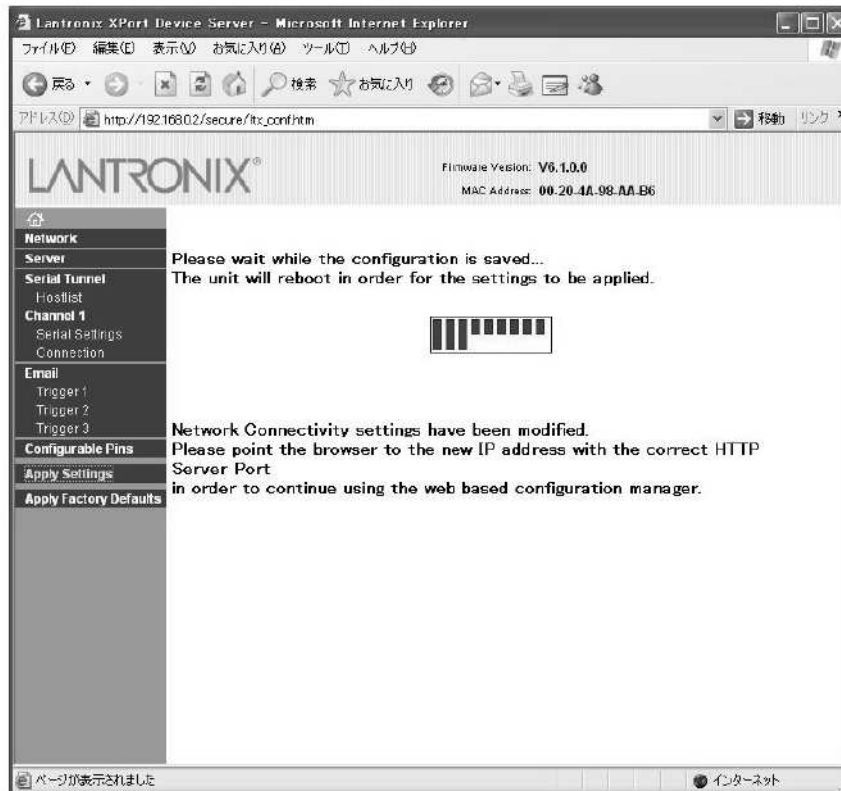 Lantronix XPort Device Server - Microsoft Internet Explorer
ファイル(F) 編集(E) 表示(V) お気に入り(A) ツール(T) ヘルプ(H)
戻る 検索 お気に入り
アドレス(D) http://192.168.0.2/secure/ltx_conf.htm 移動 リンク
LANTRONIX®
Firmware Version: V6.1.0.0
MAC Address: 00-20-4A-98-AA-B6
Network
Server
Serial Tunnel
Hostlist
Channel 1
Serial Settings
Connection
Email
Trigger 1
Trigger 2
Trigger 3
Configurable Pins
Apply Settings
Apply Factory Defaults
Please wait while the configuration is saved...
The unit will reboot in order for the settings to be applied.
Network Connectivity settings have been modified.
Please point the browser to the new IP address with the correct HTTP
Server Port
in order to continue using the web based configuration manager.
ページが表示されました インターネット